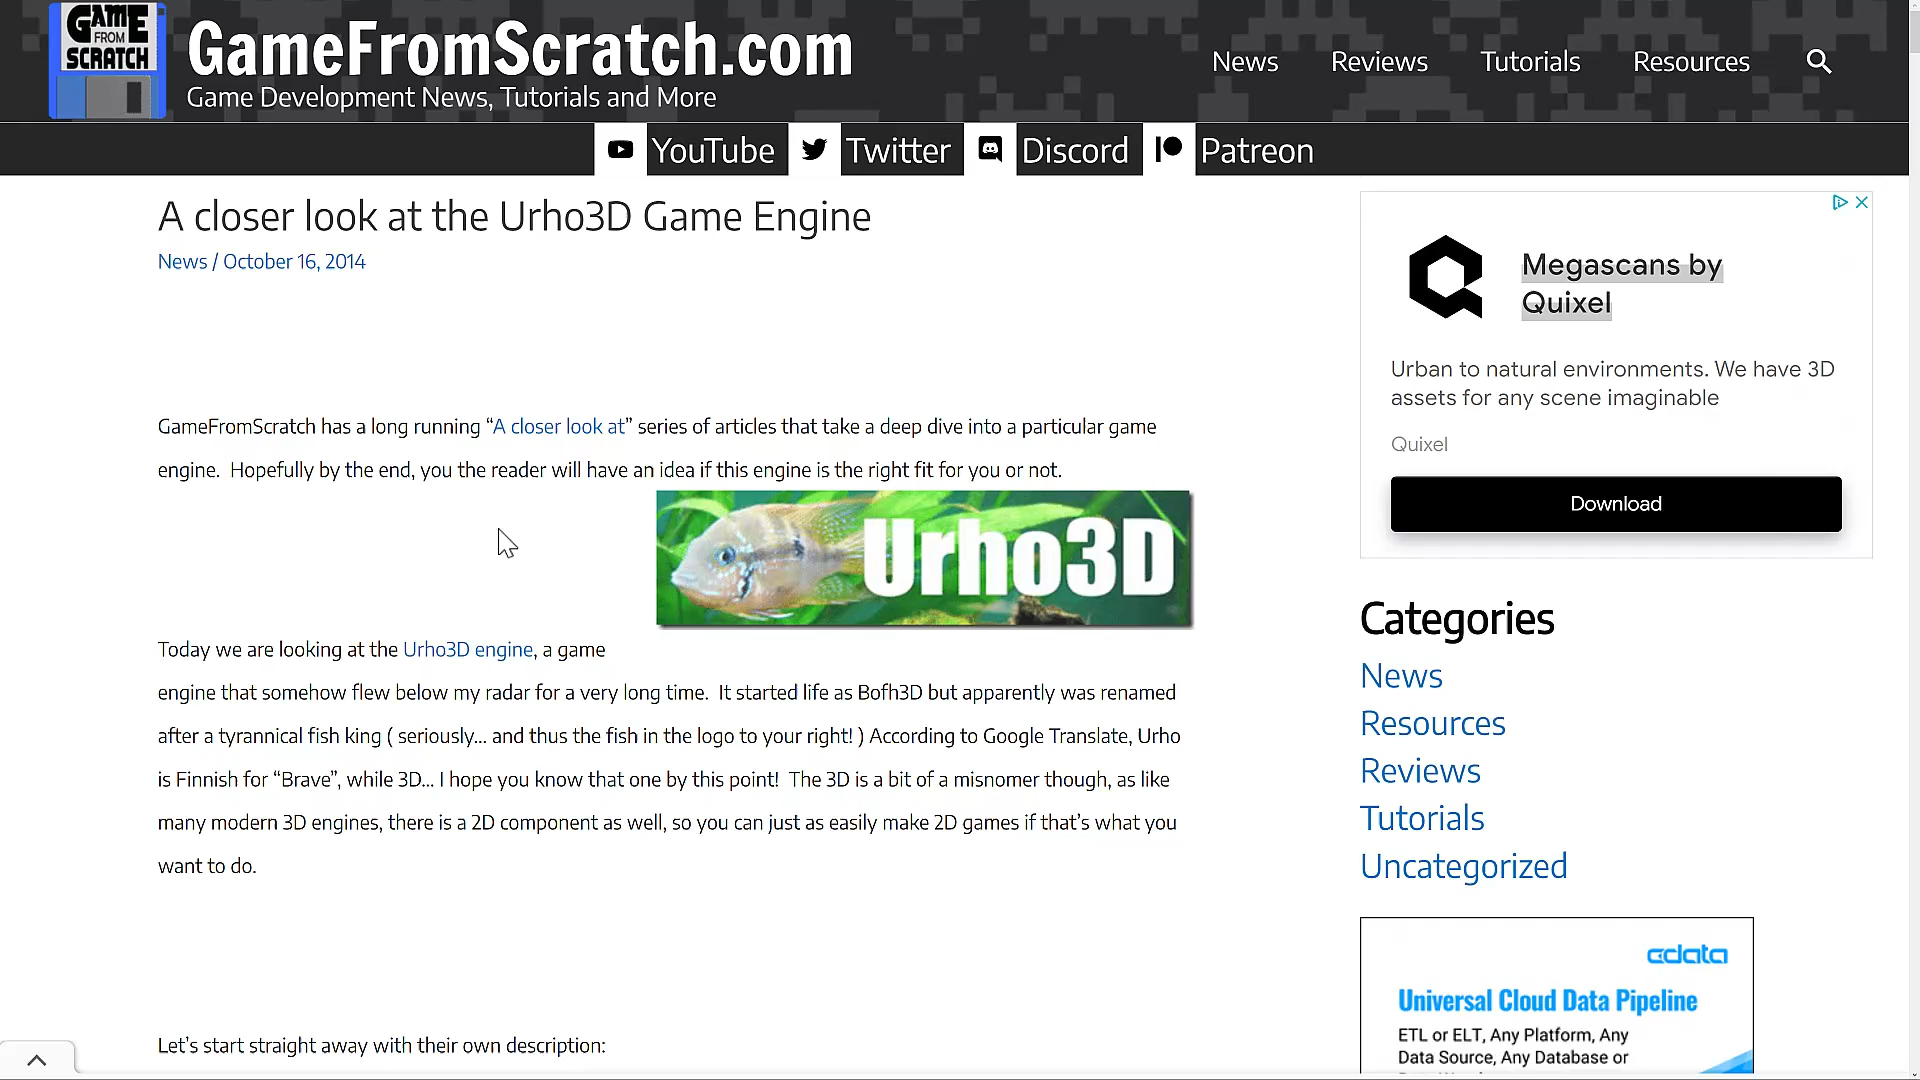 GAME
FROM
SCRATCH
GameFromScratch.com
Game Development News, Tutorials and More
News Reviews Tutorials Resources
YouTube Twitter Discord Patreon
A closer look at the Urho3D Game Engine
News / October 16, 2014
GameFromScratch has a long running “A closer look at” series of articles that take a deep dive into a particular game
engine. Hopefully by the end, you the reader will have an idea if this engine is the right fit for you or not.
Urho3D
Today we are looking at the Urho3D engine, a game
engine that somehow flew below my radar for a very long time. It started life as Bofh3D but apparently was renamed
after a tyrannical fish king ( seriously… and thus the fish in the logo to your right! ) According to Google Translate, Urho
is Finnish for “Brave”, while 3D… I hope you know that one by this point! The 3D is a bit of a misnomer though, as like
many modern 3D engines, there is a 2D component as well, so you can just as easily make 2D games if that’s what you
want to do.
Let’s start straight away with their own description:
Megascans by
Quixel
Urban to natural environments. We have 3D
assets for any scene imaginable
Quixel
Download
Categories
News
Resources
Reviews
Tutorials
Uncategorized
cdata
Universal Cloud Data Pipeline
ETL or ELT, Any Platform, Any
Data Source, Any Database or